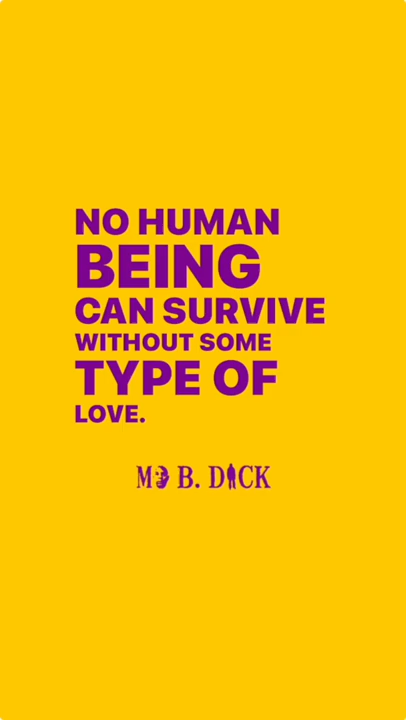 NO HUMAN
BEING
CAN SURVIVE
WITHOUT SOME
TYPE OF
LOVE.
MO B. DICK